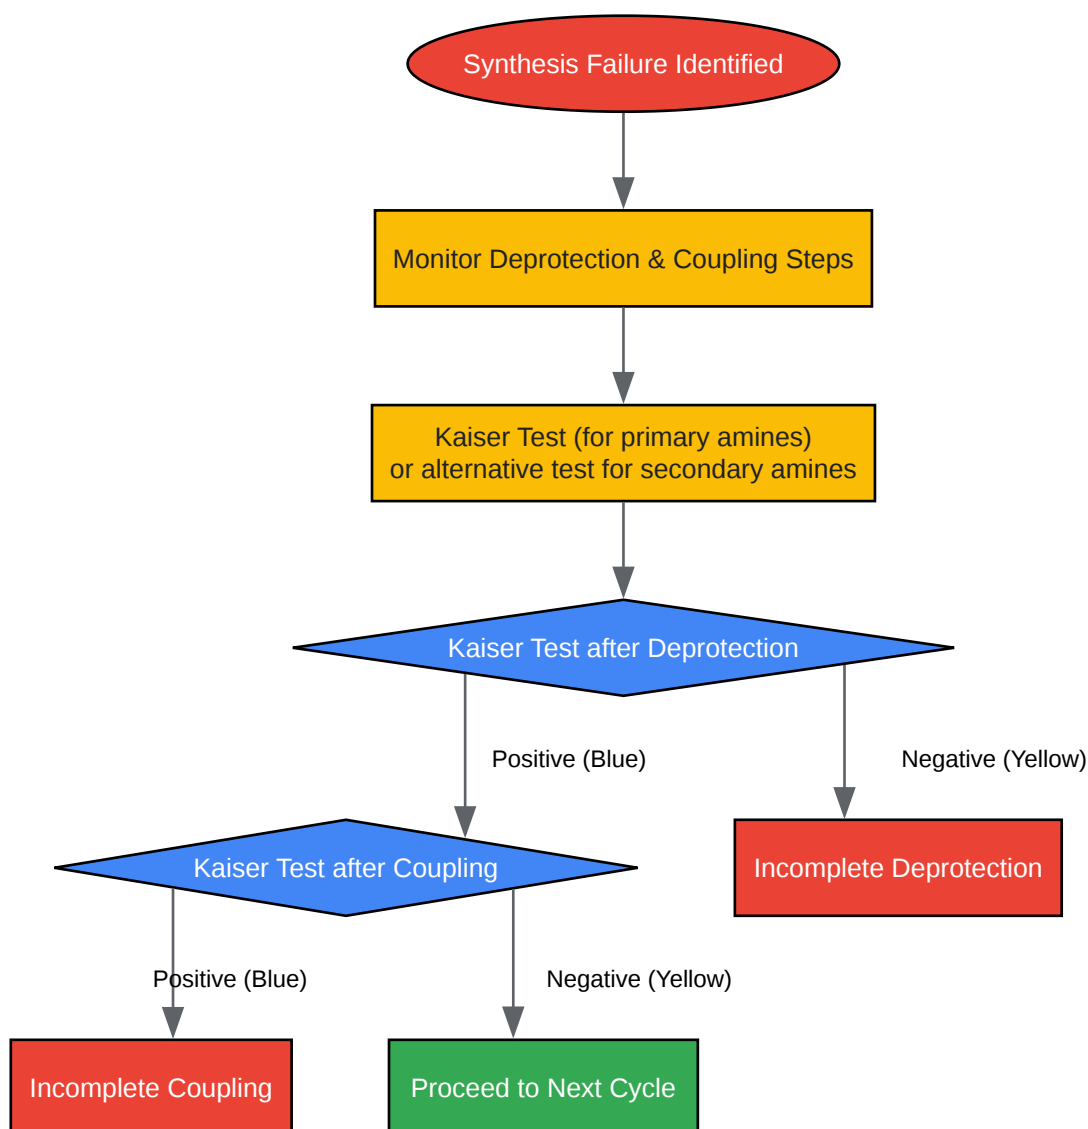 Synthesis Failure Identified
Monitor Deprotection & Coupling Steps
Kaiser Test (for primary amines)
or alternative test for secondary amines
Kaiser Test after Deprotection
Positive (Blue)
Negative (Yellow)
Kaiser Test after Coupling
Incomplete Deprotection
Positive (Blue)
Negative (Yellow)
Incomplete Coupling
Proceed to Next Cycle